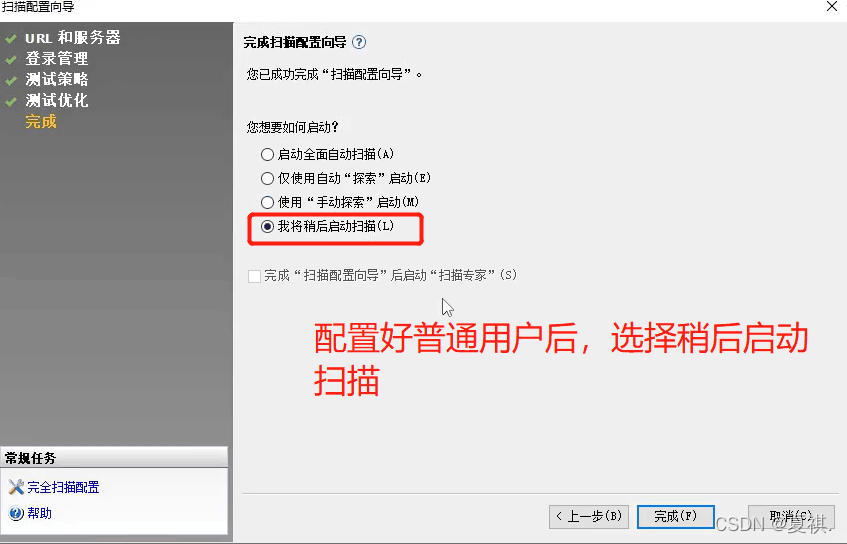 扫描配置向导
URL 和服务器
登录管理
测试策略
测试优化
完成
完成扫描配置向导
您已成功完成“扫描配置向导”。
您想要如何启动?
启动全面自动扫描(A)
仅使用自动“探索”启动(E)
使用“手动探索”启动(M)
我将稍后启动扫描(L)
完成“扫描配置向导”后启动“扫描专家”(S)
配置好普通用户后，选择稍后启动
扫描
常规任务
完全扫描配置
帮助
< 上一步(B)
完成(F)
取消(C)
CSDN @夏祺.